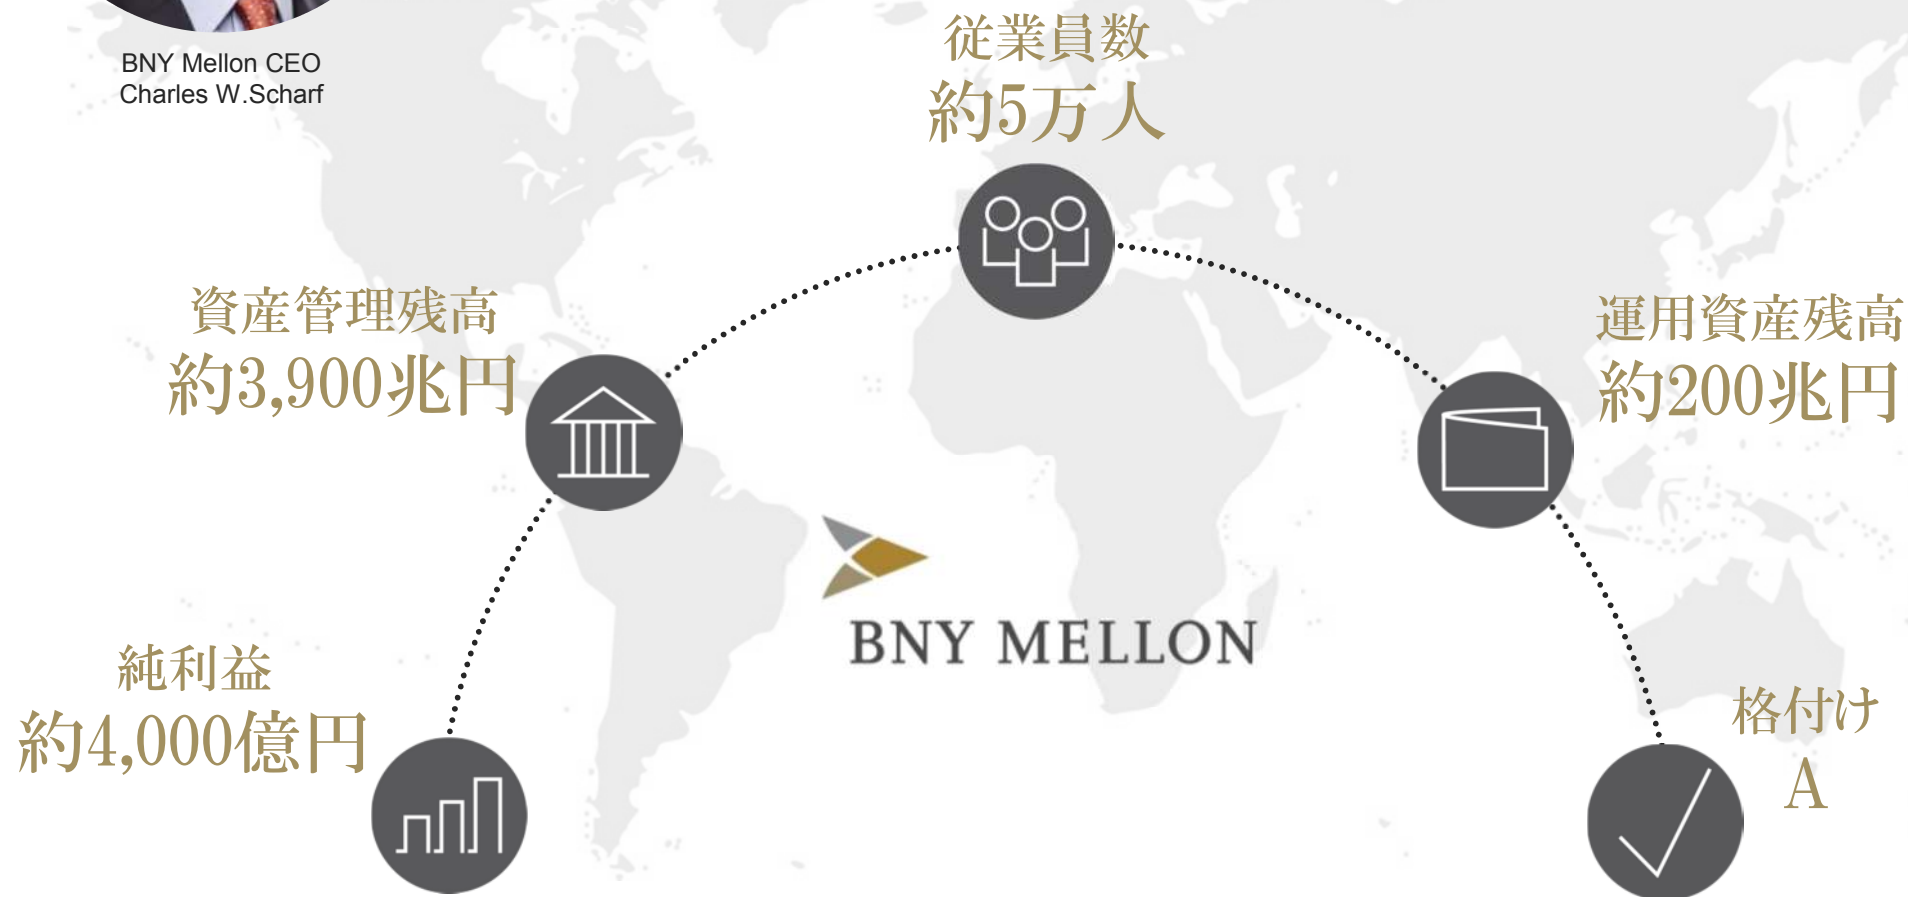 BNY Mellon CEO
Charles W.Scharf
従業員数
約5万人
資産管理残高
約3,900兆円
運用資産残高
約200兆円
BNY MELLON
純利益
約4,000億円
格付け
A